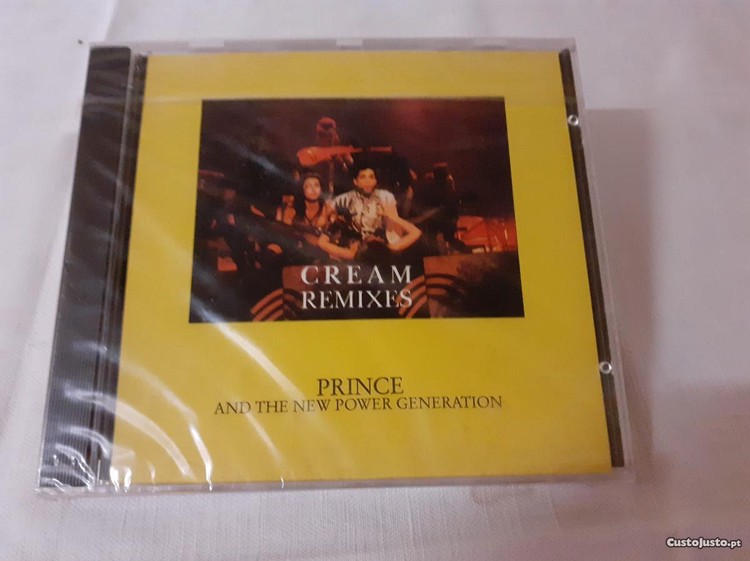 CREAM
REMIXES
PRINCE
AND THE NEW POWER GENERATION
CustoJusto.pt